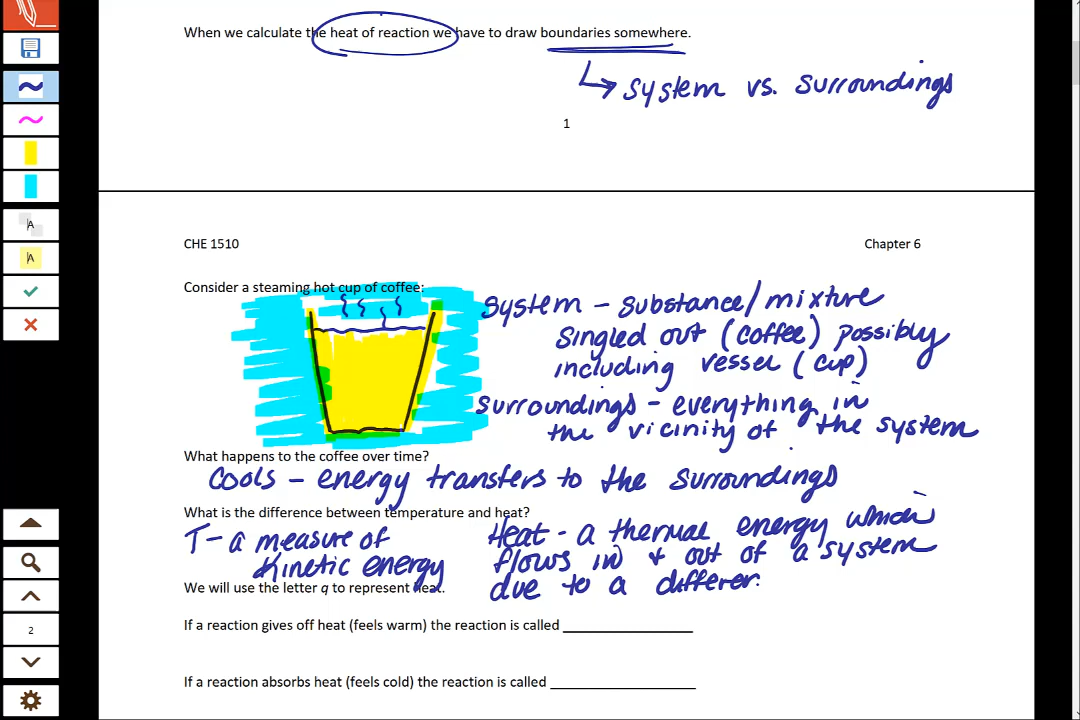 When we calculate the heat of reaction we have to draw boundaries somewhere.
system vs. surroundings
1
CHE 1510
Chapter 6
Consider a steaming hot cup of coffee:
system - substance/mixture
singled out (coffee) possibly
including vessel (cup)
surroundings - everything in
the vicinity of the system
What happens to the coffee over time?
Cools - energy transfers to the surroundings
What is the difference between temperature and heat?
T- a measure of
kinetic energy
Heat - a thermal energy which
flows in + out of a system
due to a differen
We will use the letter q to represent heat.
If a reaction gives off heat (feels warm) the reaction is called ____________
If a reaction absorbs heat (feels cold) the reaction is called ____________
A
A
2